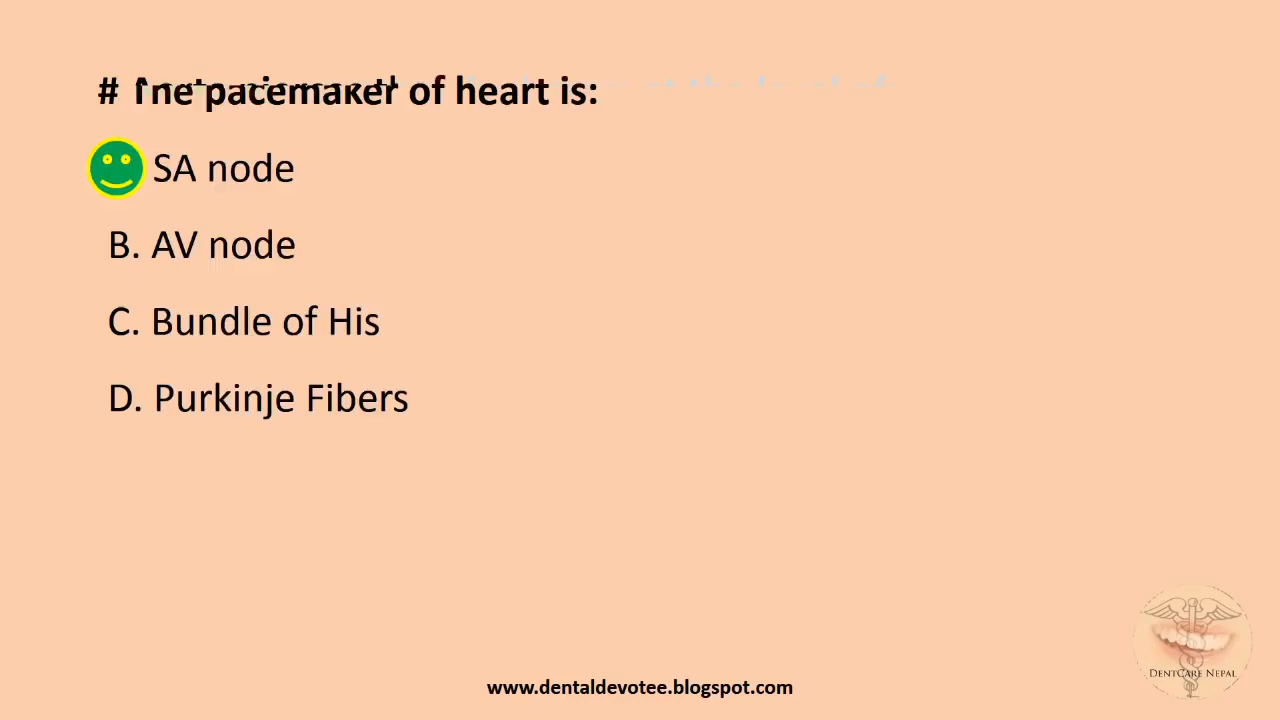 # The pacemaker of heart is:
SA node
B. AV node
C. Bundle of His
D. Purkinje Fibers
DentCare Nepal
www.dentaldevotee.blogspot.com